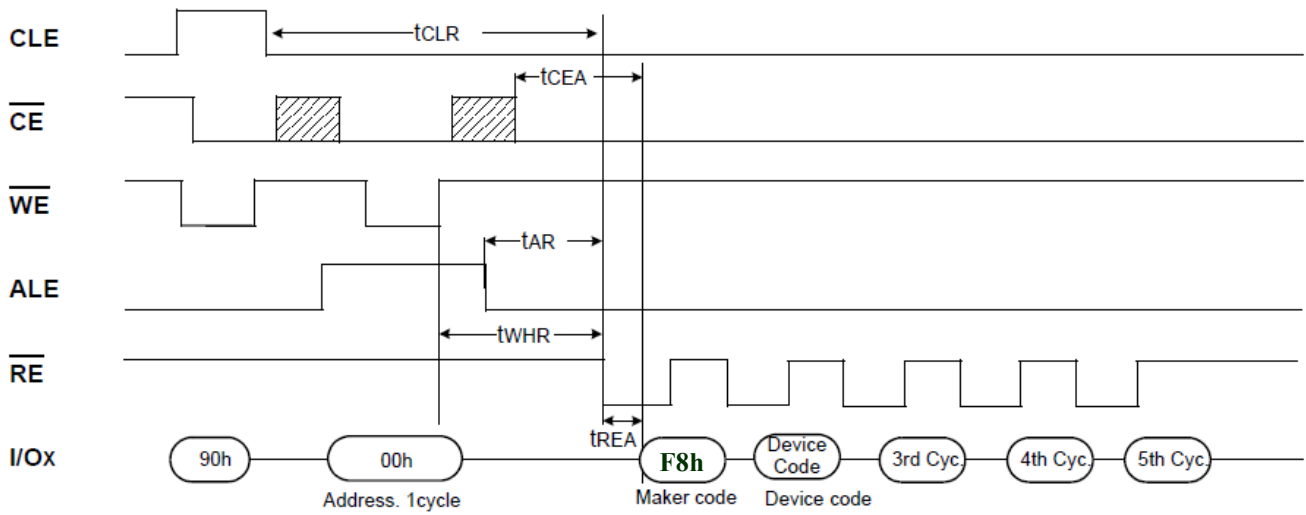 CLE
tCLR
tCEA
CE
WE
tAR
ALE
tWHR
RE
tREA
I/Ox
90h
00h
F8h
Device
Code
3rd Cyc.
4th Cyc.
5th Cyc.
Address. 1cycle
Maker code
Device code